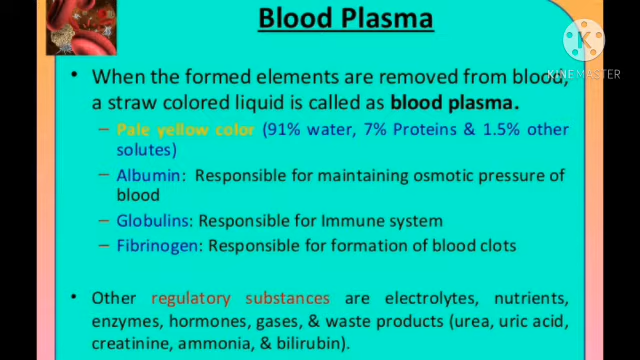 Blood Plasma
KINEMASTER
• When the formed elements are removed from blood,
a straw colored liquid is called as blood plasma.
– Pale yellow color (91% water, 7% Proteins & 1.5% other
solutes)
– Albumin: Responsible for maintaining osmotic pressure of
blood
– Globulins: Responsible for Immune system
– Fibrinogen: Responsible for formation of blood clots
• Other regulatory substances are electrolytes, nutrients,
enzymes, hormones, gases, & waste products (urea, uric acid,
creatinine, ammonia, & bilirubin).